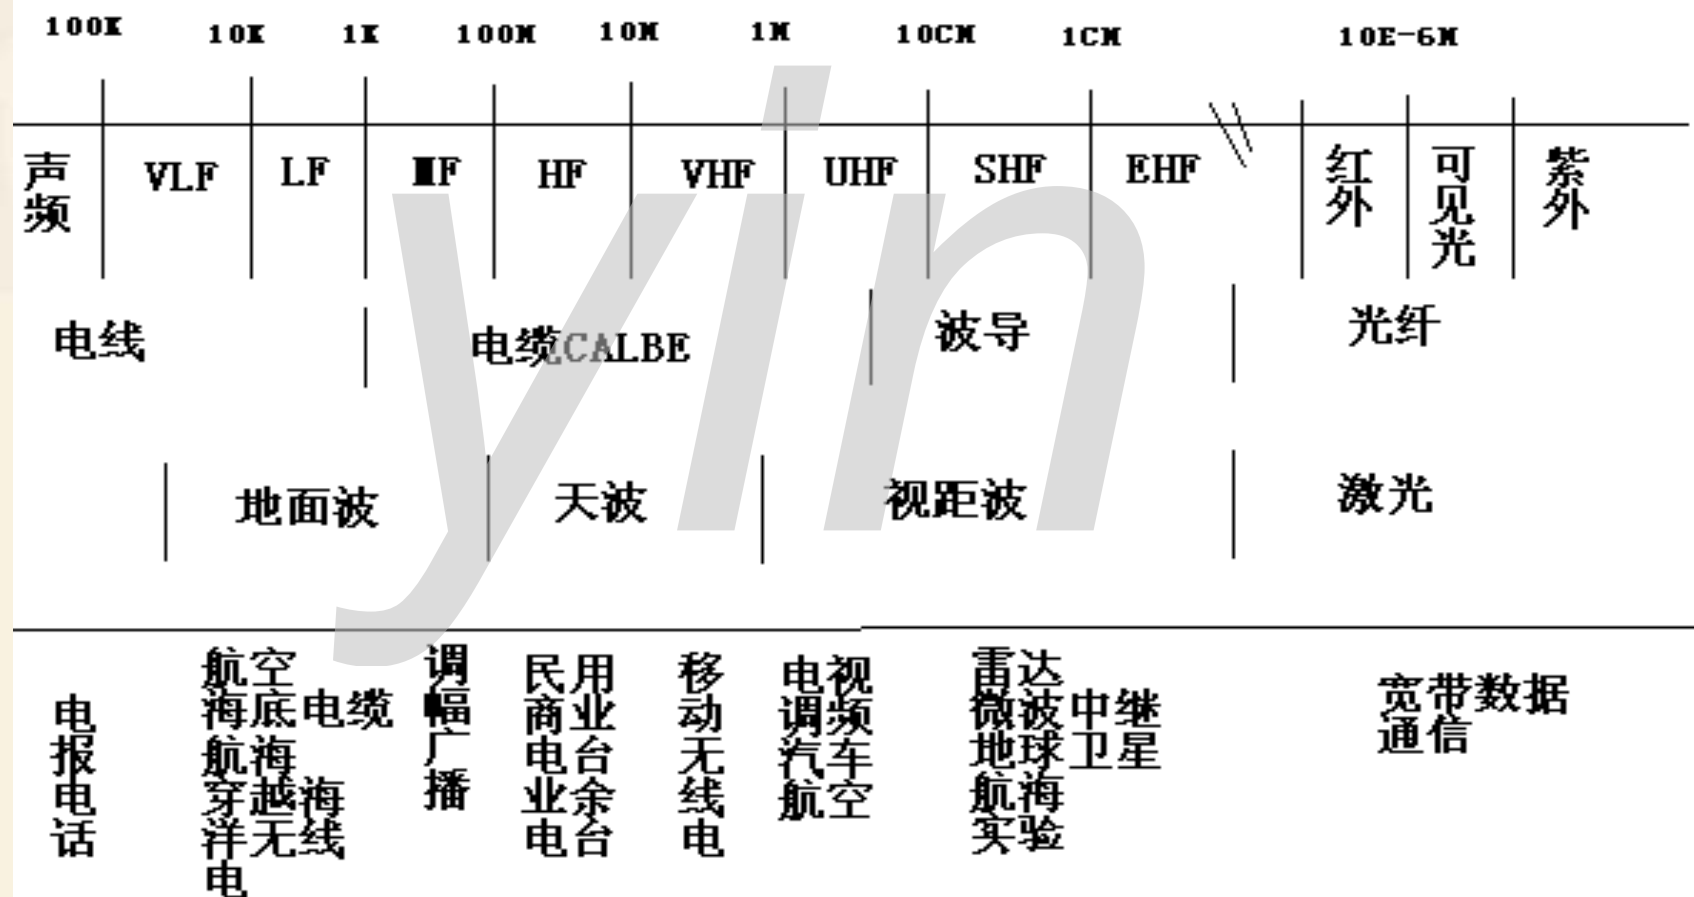 100K 10K 1K 100M 10M 1M 10CM 1CM 10E-6M
声频 VLF LF MF HF VHF UHF SHF EHF 红外 可见光 紫外
电线 电缆CALBE 波导 光纤
地面波 天波 视距波 激光
电报电话
航空
海底电缆
航海
穿越海
洋无线
电
调幅广播
民用
商业
电台
业余
电台
移动无线电
电视
调频
汽车
航空
雷达
微波中继
地球卫星
航海
实验
宽带数据
通信
yin